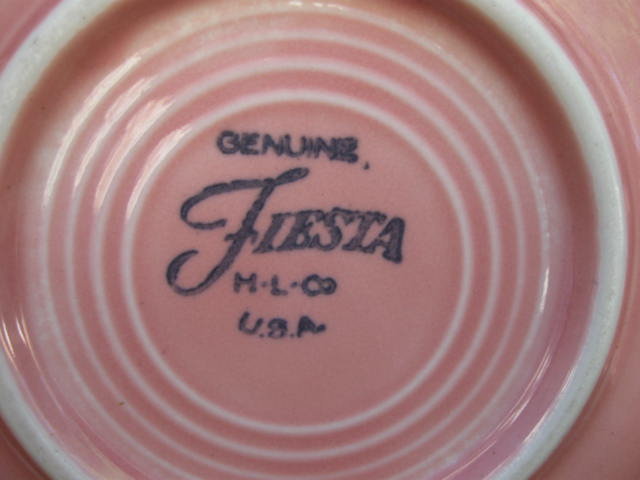 GENUINE
FIESTA
H·L·CO
U.S.A.